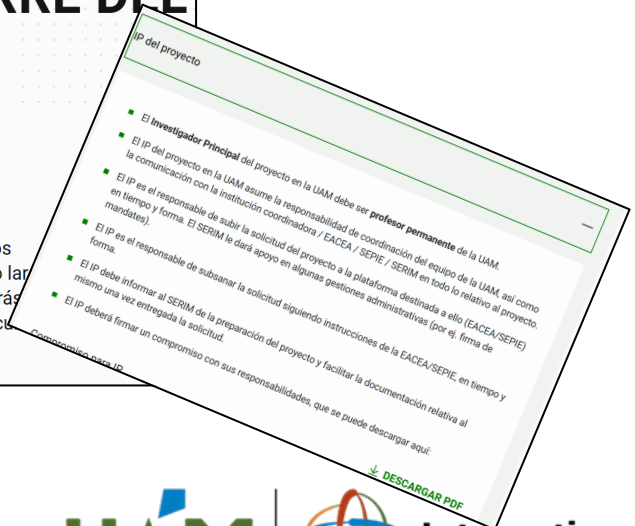 RRE DEL
IP del proyecto
El Investigador Principal del proyecto en la UAM debe ser profesor permanente de la UAM.
El IP del proyecto en la UAM asume la responsabilidad de coordinación del equipo de la UAM, así como
la comunicación con la institución coordinadora / EACEA / SEPIE / SERIM en todo lo relativo al proyecto.
El IP es el responsable de subir la solicitud del proyecto a la plataforma destinada a ello (EACEA/SEPIE)
en tiempo y forma. El SERIM le dará apoyo en algunas gestiones administrativas (por ej. firma de
mandates).
El IP es el responsable de subsanar la solicitud siguiendo instrucciones de la EACEA/SEPIE, en tiempo y
forma.
El IP debe informar al SERIM de la preparación del proyecto y facilitar la documentación relativa al
mismo una vez entregada la solicitud.
El IP deberá firmar un compromiso con sus responsabilidades, que se puede descargar aquí:
DESCARGAR PDF
Compromiso para IP
os
lar
rás
cu
UAM